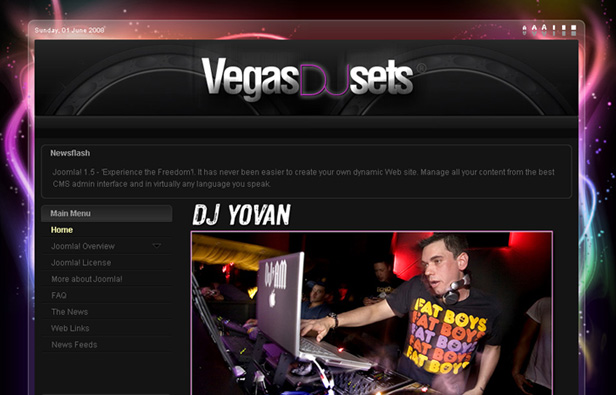 Sunday, 01 June 2008
A A A
VegasDJsets®
Newsflash
Joomla! 1.5 - 'Experience the Freedom'!. It has never been easier to create your own dynamic Web site. Manage all your content from the best
CMS admin interface and in virtually any language you speak.
Main Menu
Home
Joomla! Overview
Joomla! License
More about Joomla!
FAQ
The News
Web Links
News Feeds
DJ YOVAN
DJ AM
FAT BOYS
FAT BOYS
FAT BOYS
FAT BOYS
FAT BOYS